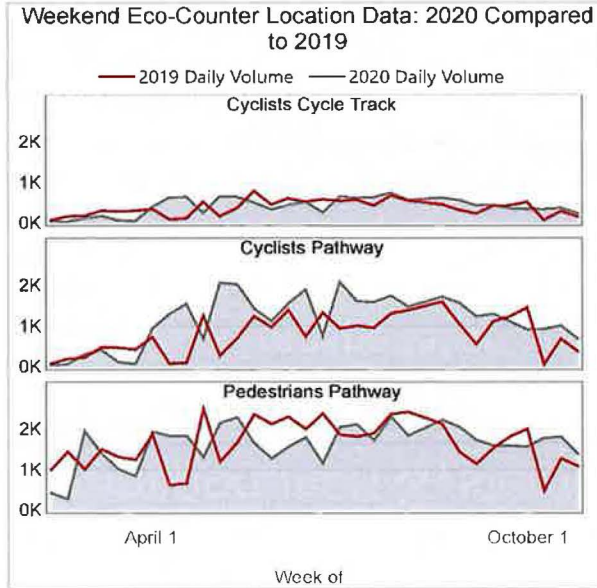 Weekend Eco-Counter Location Data: 2020 Compared
to 2019
2019 Daily Volume 2020 Daily Volume
Cyclists Cycle Track
2K
1K
0K
Cyclists Pathway
2K
1K
0K
Pedestrians Pathway
2K
1K
0K
April 1 October 1
Week of